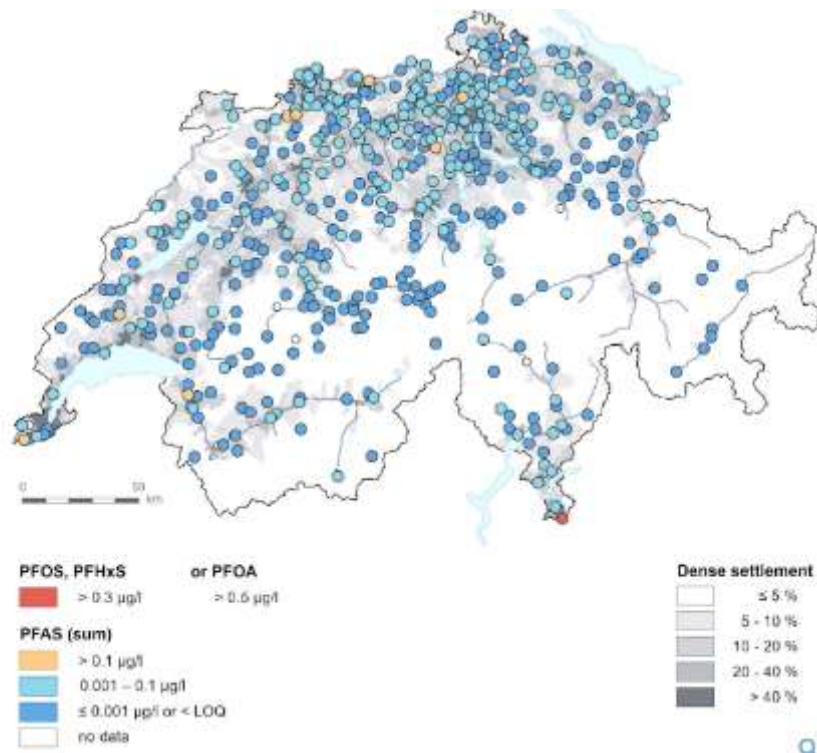 0 50
km
PFOS, PFHxS or PFOA
> 0.3 µg/l > 0.5 µg/l
PFAS (sum)
> 0.1 µg/l
0.001 – 0.1 µg/l
≤ 0.001 µg/l or < LOQ
no data
Dense settlement
≤ 5 %
5 - 10 %
10 - 20 %
20 - 40 %
> 40 %